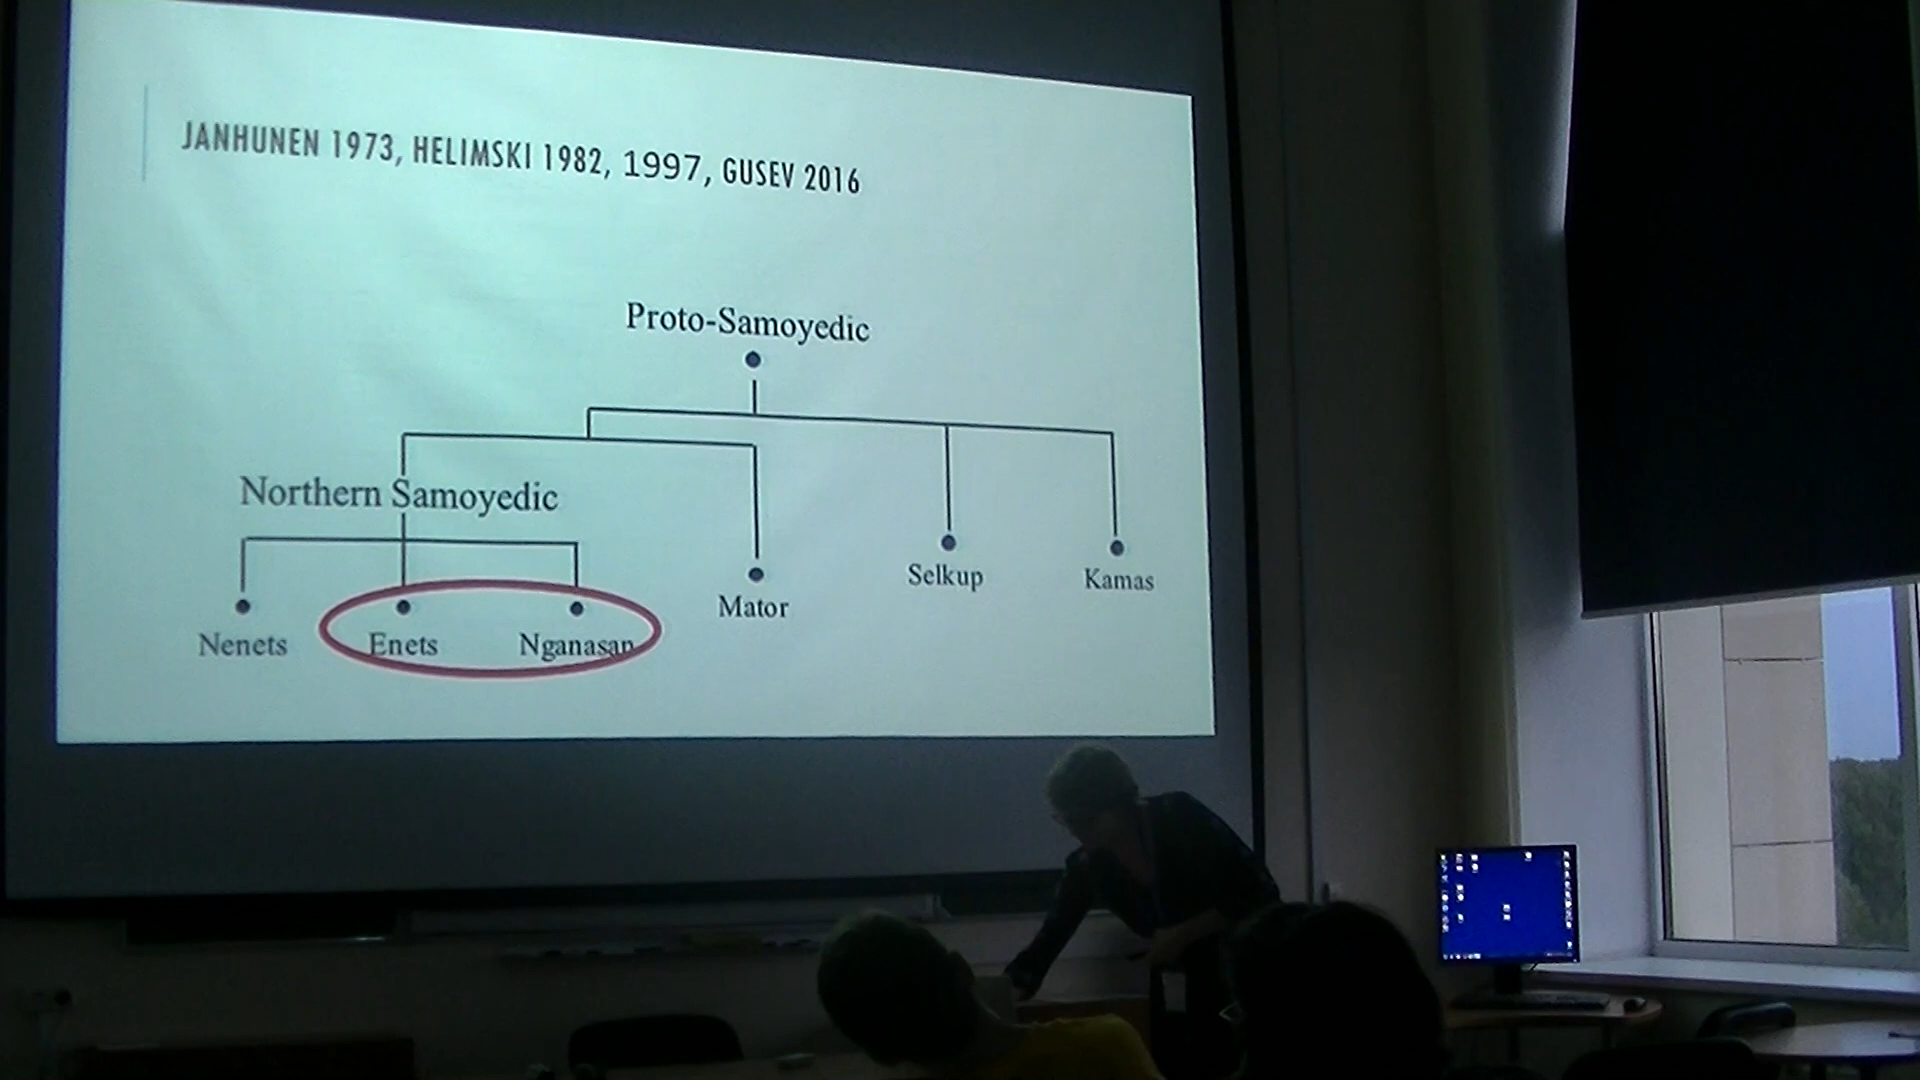 JANHUNEN 1973, HELIMSKI 1982, 1997, GUSEV 2016
Proto-Samoyedic
Northern Samoyedic
Nenets
Enets
Nganasan
Mator
Selkup
Kamas